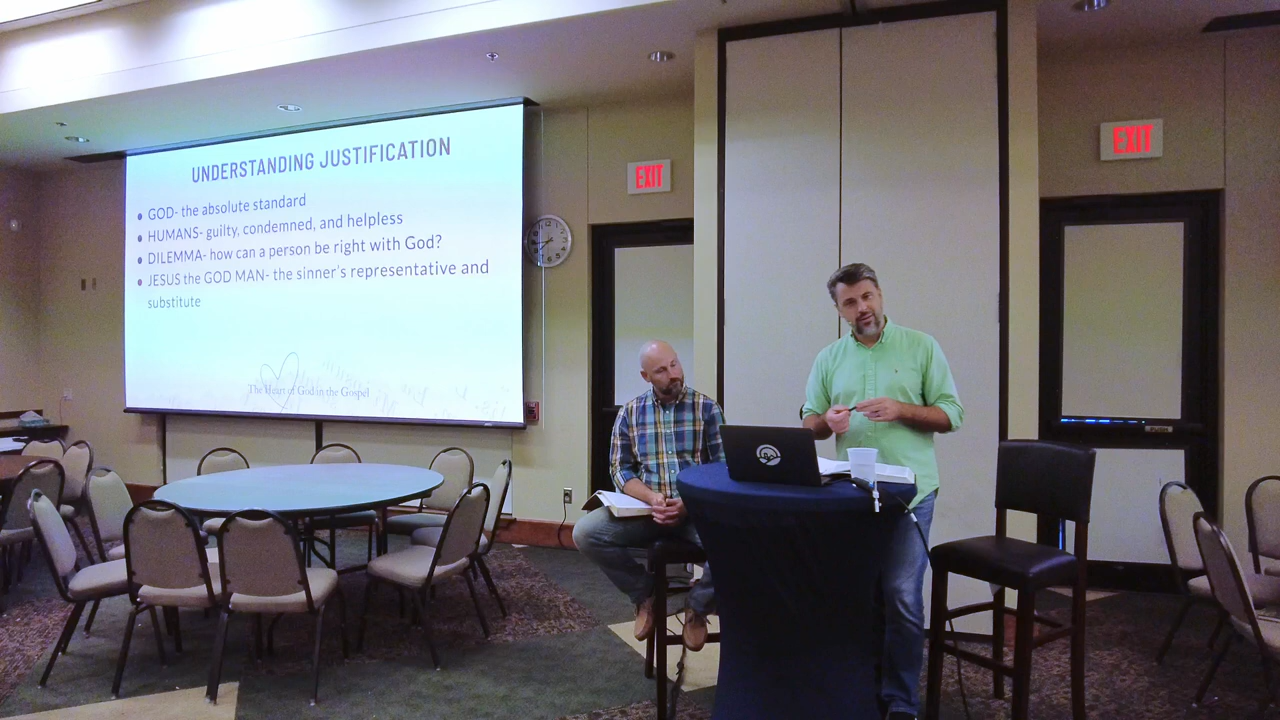 UNDERSTANDING JUSTIFICATION
GOD- the absolute standard
HUMANS- guilty, condemned, and helpless
DILEMMA- how can a person be right with God?
JESUS the GOD MAN- the sinner's representative and
substitute
The Heart of God in the Gospel
EXIT
EXIT